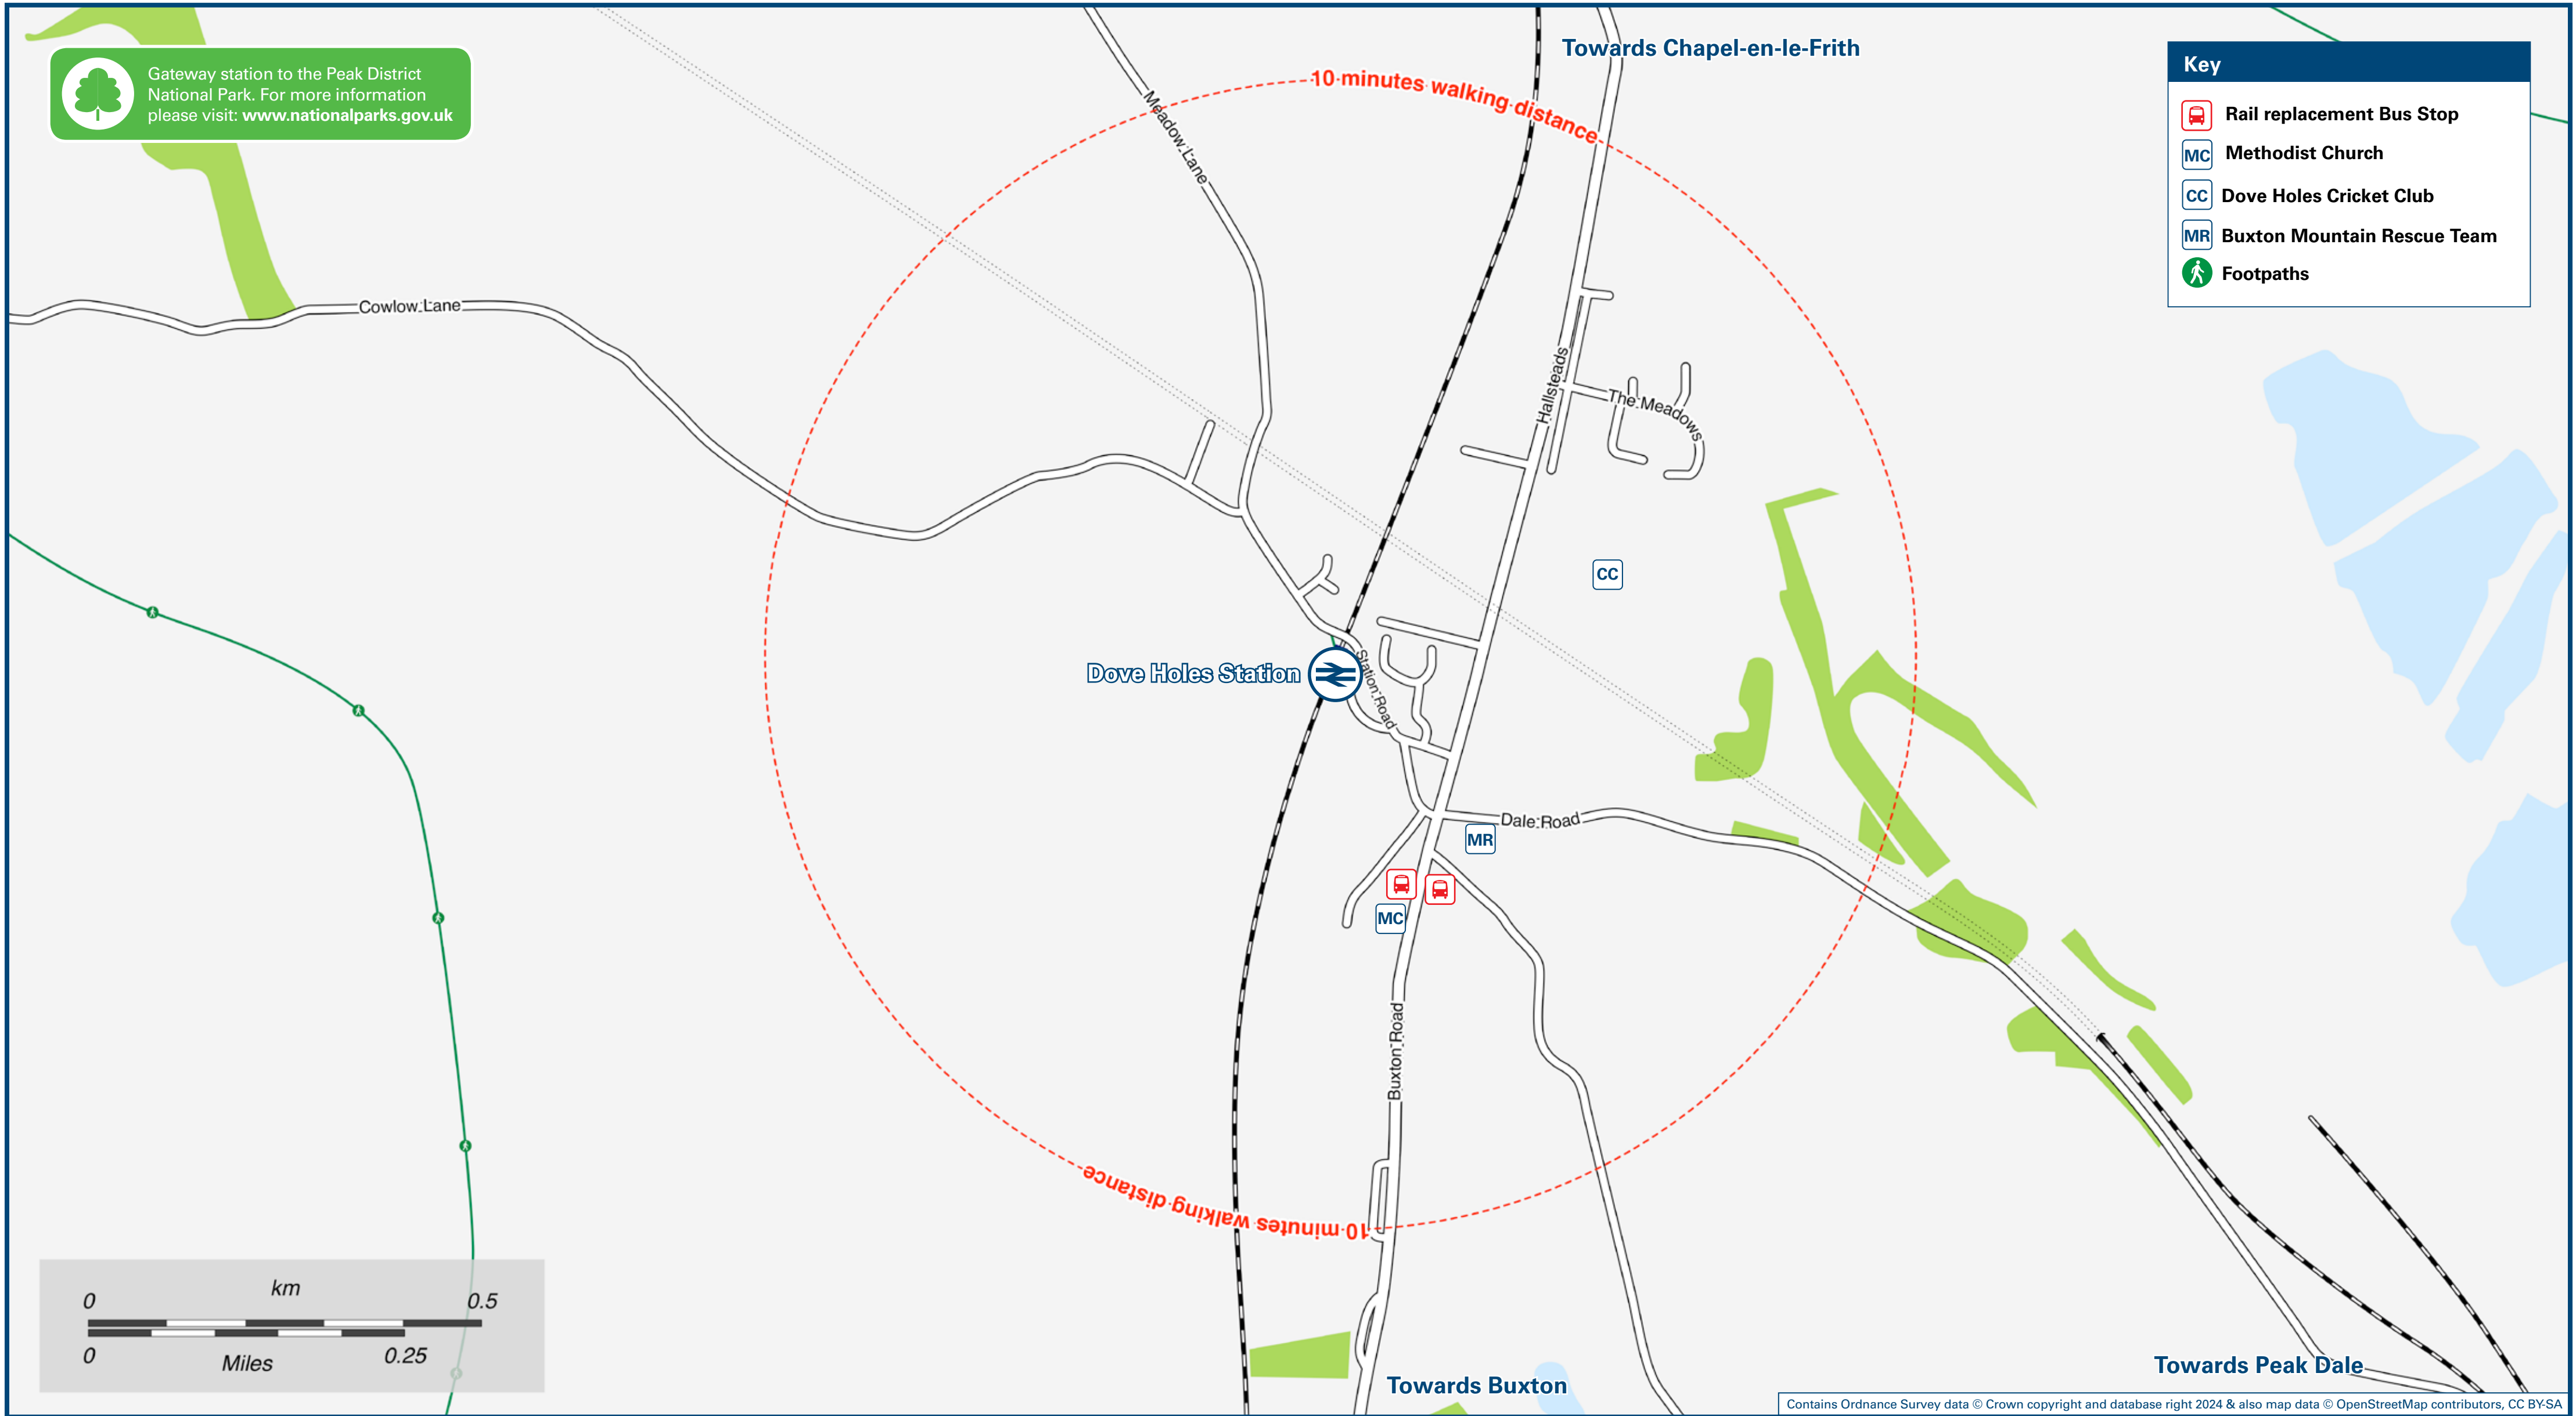 Gateway station to the Peak District
National Park. For more information
please visit: www.nationalparks.gov.uk
Towards Chapel-en-le-Frith
Key
Rail replacement Bus Stop
MC Methodist Church
CC Dove Holes Cricket Club
MR Buxton Mountain Rescue Team
Footpaths
10 minutes walking distance
Meadow Lane
Cowlow Lane
Hallsteads
The Meadows
CC
Dove Holes Station
Station Road
Dale Road
MR
MC
Buxton Road
10 minutes walking distance
km
0 0.5
0 0.25
Miles
Towards Buxton
Towards Peak Dale
Contains Ordnance Survey data © Crown copyright and database right 2024 & also map data © OpenStreetMap contributors, CC BY-SA